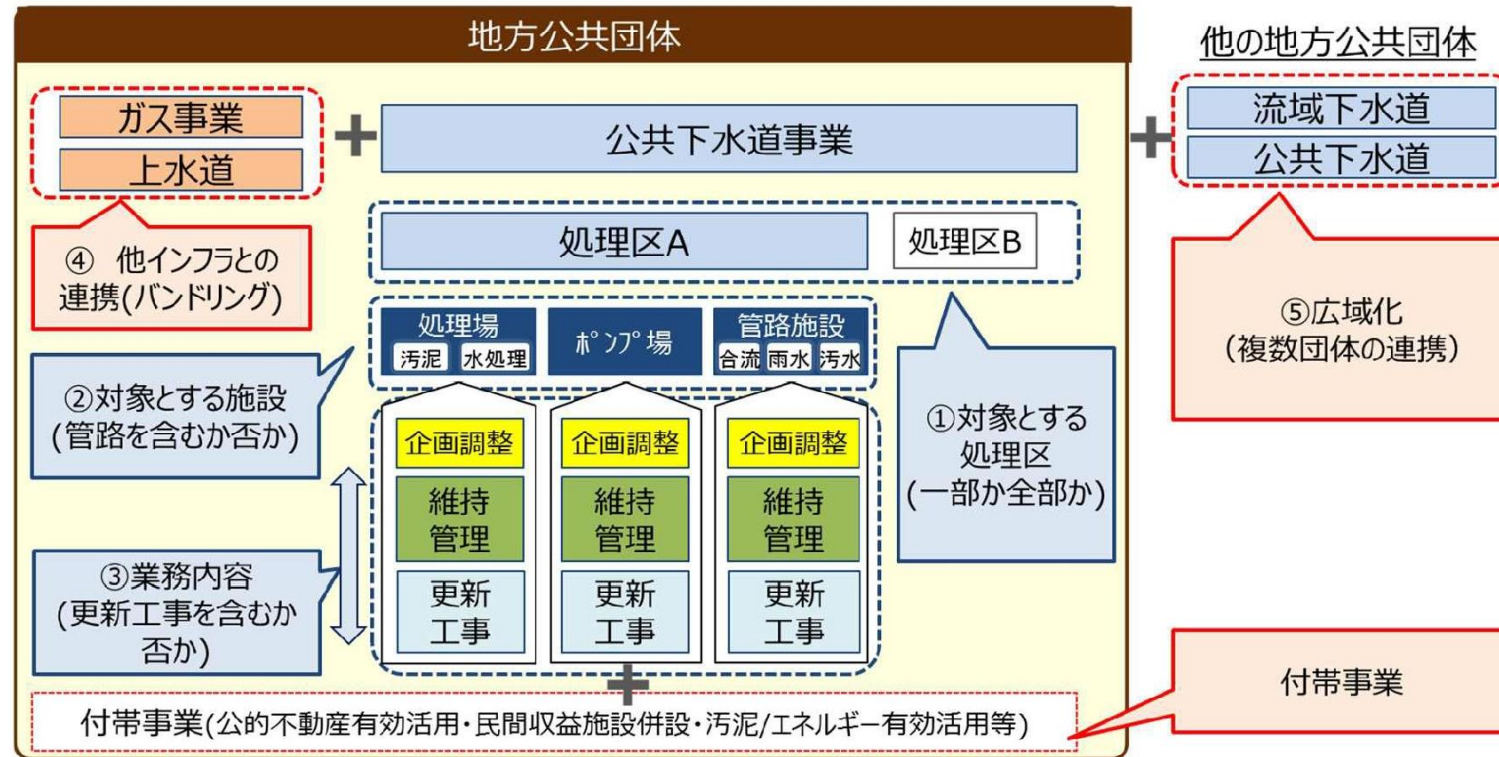 地方公共団体
他の地方公共団体
ガス事業
上水道
公共下水道事業
流域下水道
公共下水道
④ 他インフラとの
連携(バンドリング)
処理区A
処理区B
⑤広域化
(複数団体の連携)
処理場
汚泥 水処理
ポンプ場
管路施設
合流 雨水 汚水
②対象とする施設
(管路を含むか否か)
①対象とする
処理区
(一部か全部か)
企画調整
維持
管理
更新
工事
企画調整
維持
管理
更新
工事
企画調整
維持
管理
更新
工事
③業務内容
(更新工事を含むか
否か)
付帯事業(公的不動産有効活用・民間収益施設併設・汚泥/エネルギー有効活用等)
付帯事業